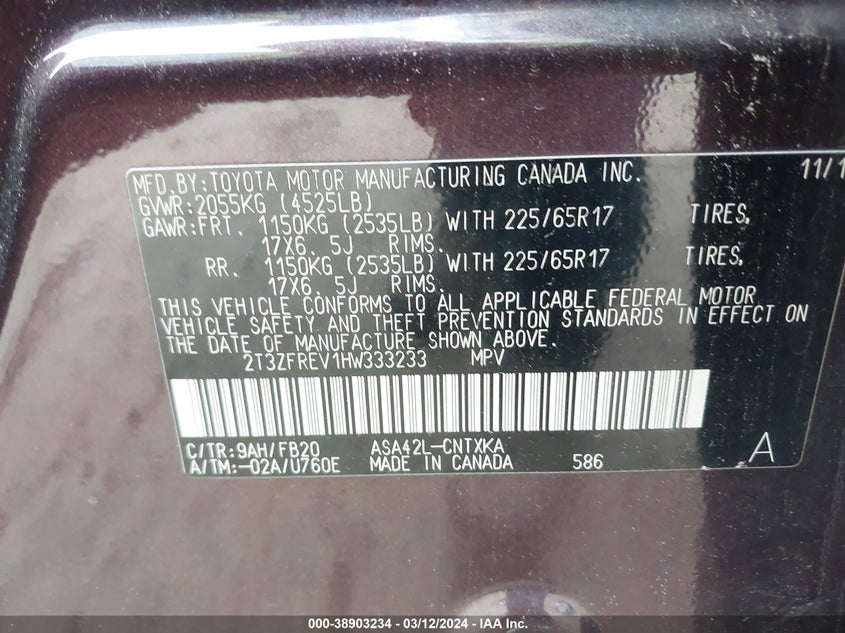 MFD. BY: TOYOTA MOTOR MANUFACTURING CANADA INC. 11/1
GVWR: 2055KG (4525LB)
GAWR: FRT. 1150KG (2535LB) WITH 225/65R17 TIRES,
17X6. 5J RIMS.
RR. 1150KG (2535LB) WITH 225/65R17 TIRES,
17X6. 5J RIMS.
THIS VEHICLE CONFORMS TO ALL APPLICABLE FEDERAL MOTOR
VEHICLE SAFETY AND THEFT PREVENTION STANDARDS IN EFFECT ON
THE DATE OF MANUFACTURE SHOWN ABOVE.
2T3ZFREV1HW333233 MPV
C/TR: 9AH/FB20 ASA42L-CNTXKA
A/TM: -02A/U760E MADE IN CANADA 586 A
000-38903234 - 03/12/2024 - IAA, Inc.